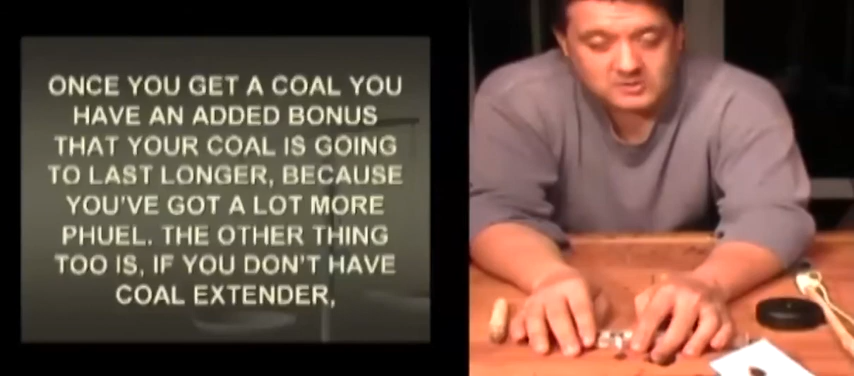 ONCE YOU GET A COAL YOU
HAVE AN ADDED BONUS
THAT YOUR COAL IS GOING
TO LAST LONGER, BECAUSE
YOU'VE GOT A LOT MORE
PHUEL. THE OTHER THING
TOO IS, IF YOU DON'T HAVE
COAL EXTENDER,